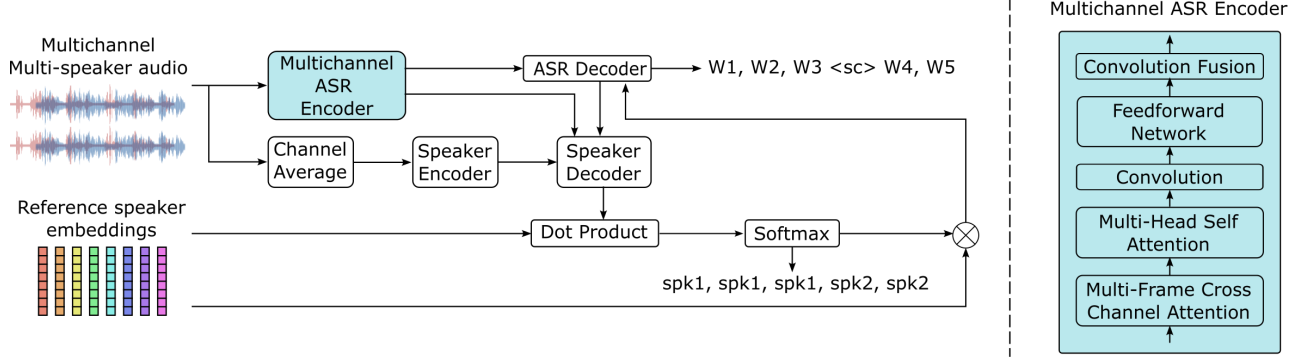 Multichannel
Multi-speaker audio
Multichannel
ASR
Encoder
ASR Decoder
W1, W2, W3 <sc> W4, W5
Channel
Average
Speaker
Encoder
Speaker
Decoder
Reference speaker
embeddings
Dot Product
Softmax
spk1, spk1, spk1, spk2, spk2
Multichannel ASR Encoder
Convolution Fusion
Feedforward
Network
Convolution
Multi-Head Self
Attention
Multi-Frame Cross
Channel Attention